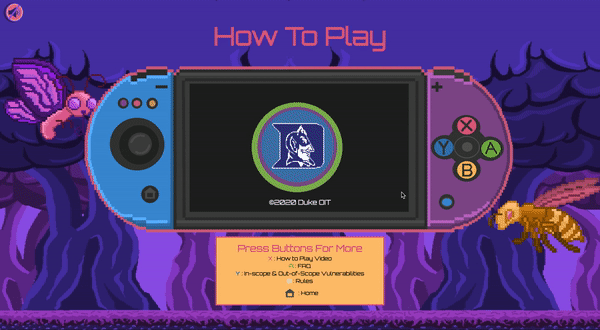 How To Play
X
Y
A
B
©2020 Duke OIT
Press Buttons For More
X : How to Play Video
A : FAQ
Y : In-scope & Out-of-Scope Vulnerabilities
: Rules
: Home